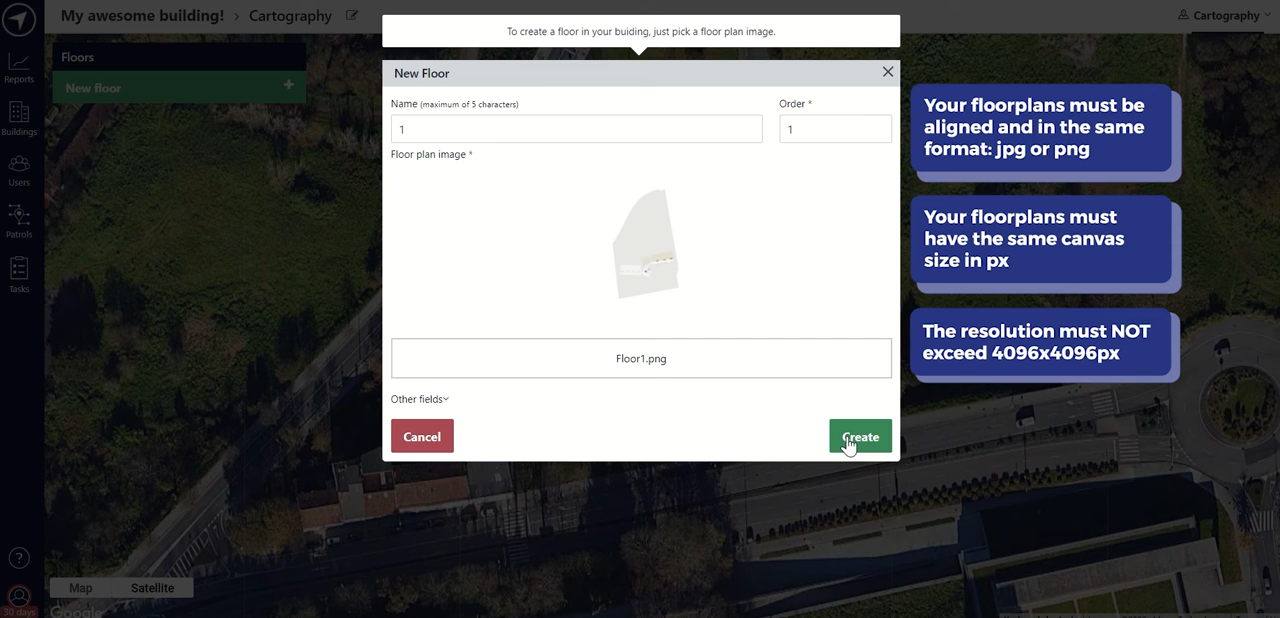 My awesome building! › Cartography
Cartography
Reports
Buildings
Users
Patrols
Tasks
30 days
Floors
New floor +
To create a floor in your buiding, just pick a floor plan image.
New Floor
Name (maximum of 5 characters)
Order *
1
1
Floor plan image *
Floor1.png
Other fields
Cancel
Create
Your floorplans must be
aligned and in the same
format: jpg or png
Your floorplans must
have the same canvas
size in px
The resolution must NOT
exceed 4096x4096px
?
Map
Satellite
Google